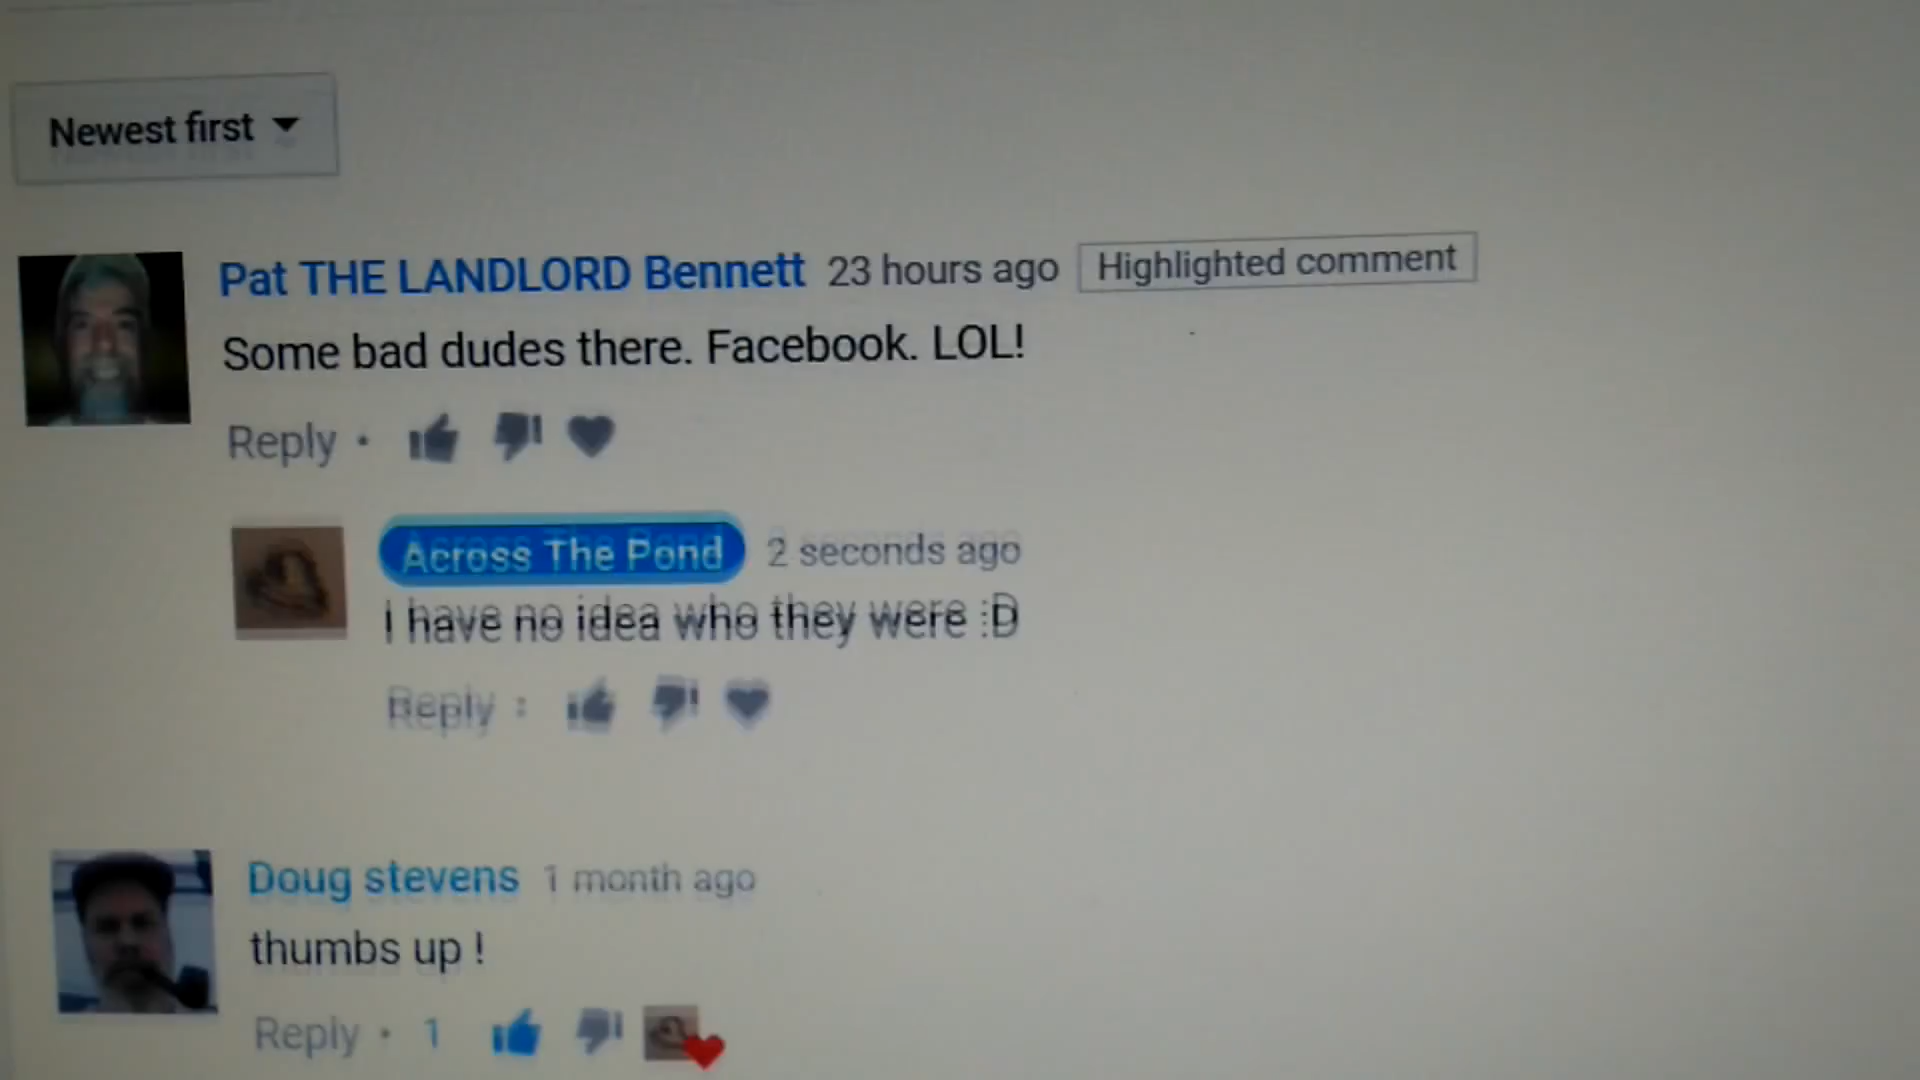 Newest first
Pat THE LANDLORD Bennett 23 hours ago Highlighted comment
Some bad dudes there. Facebook. LOL!
Reply •
Across The Pond 2 seconds ago
I have no idea who they were :D
Reply •
Doug stevens 1 month ago
thumbs up !
Reply • 1